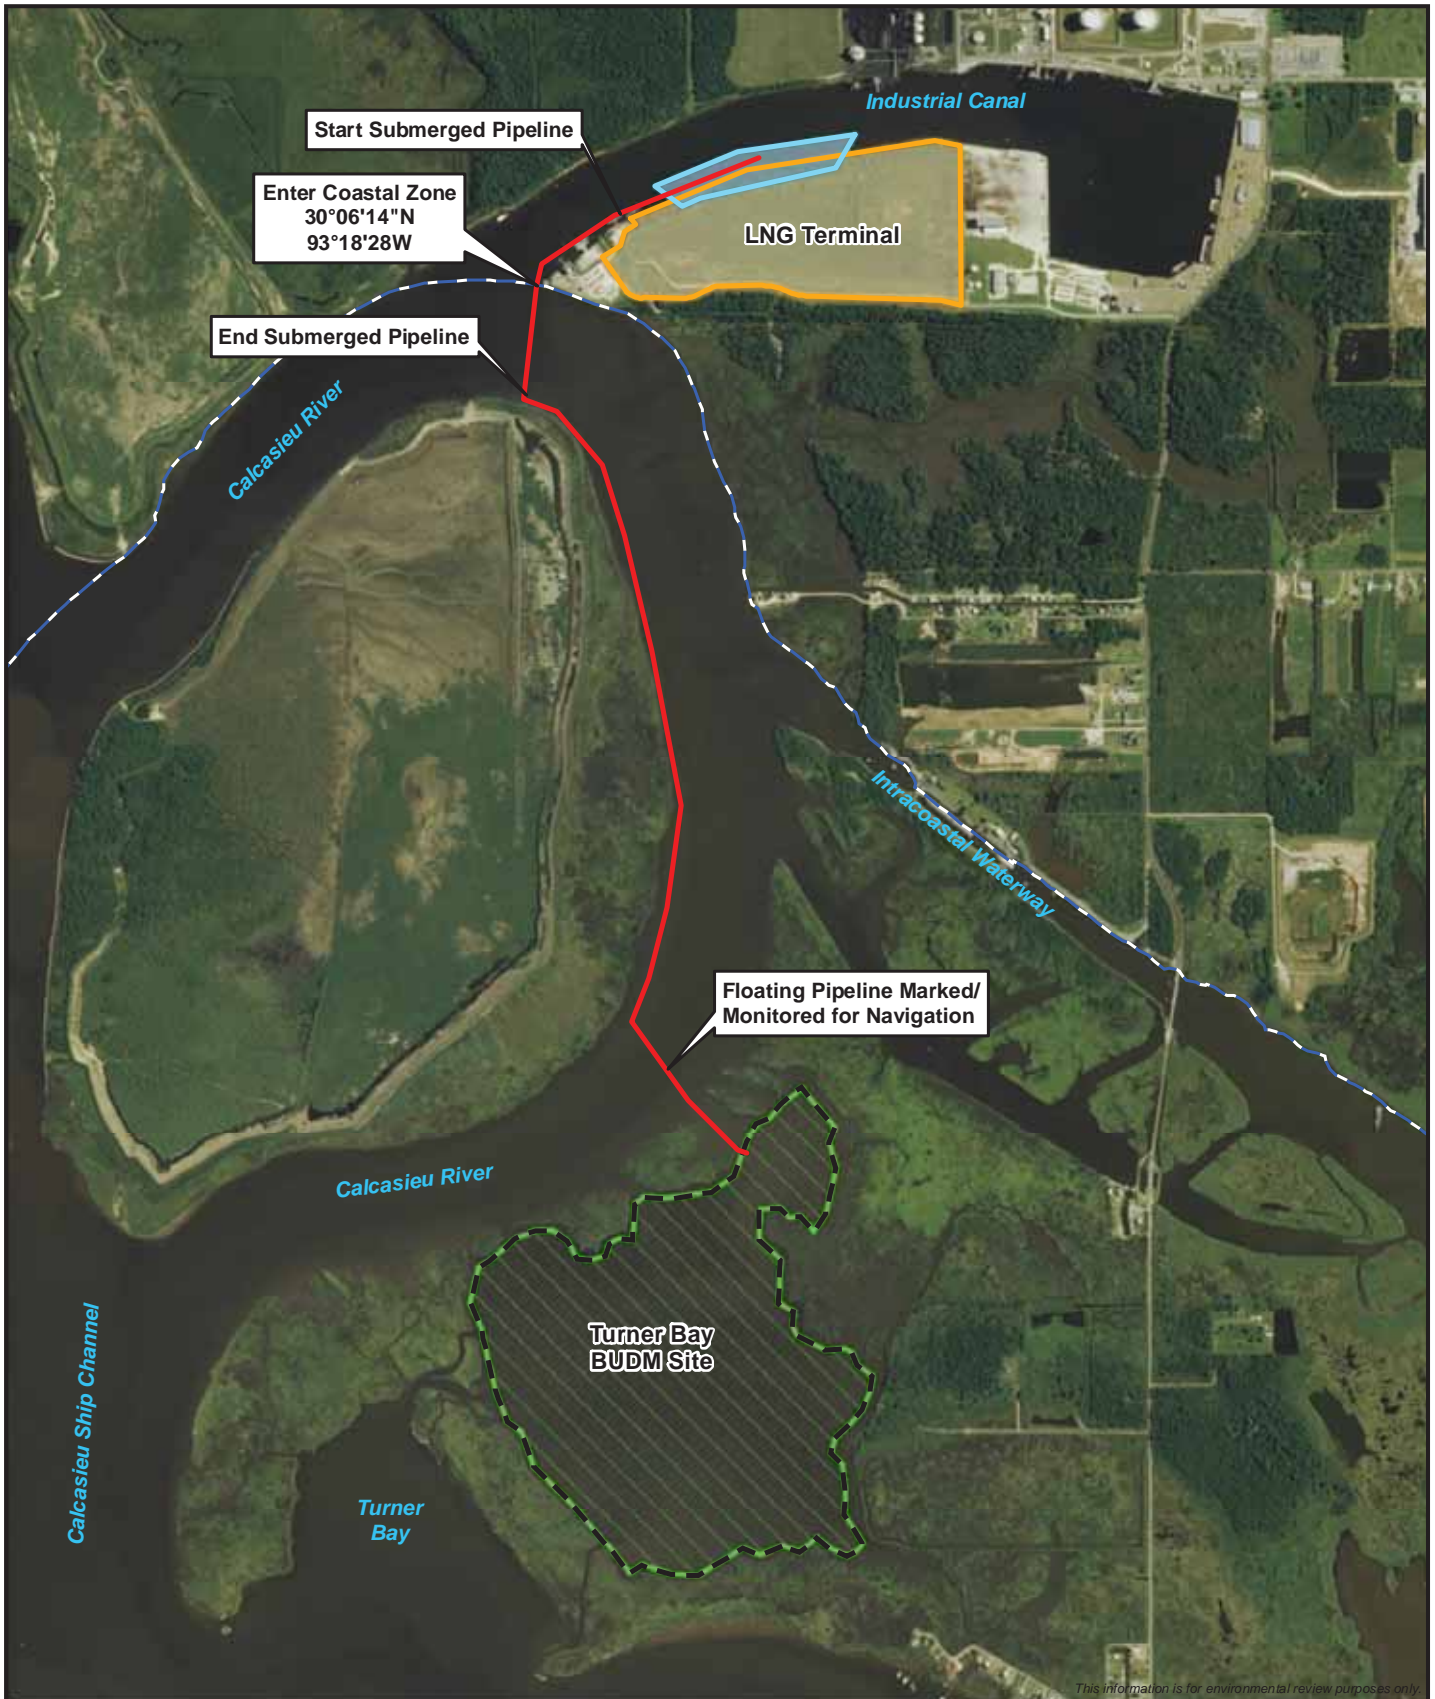 Industrial Canal
Start Submerged Pipeline
Enter Coastal Zone
30°06'14"N
93°18'28W
LNG Terminal
End Submerged Pipeline
Calcasieu River
Intracoastal Waterway
Floating Pipeline Marked/
Monitored for Navigation
Calcasieu River
Turner Bay
BUDM Site
Calcasieu Ship Channel
Turner
Bay
This information is for environmental review purposes only.